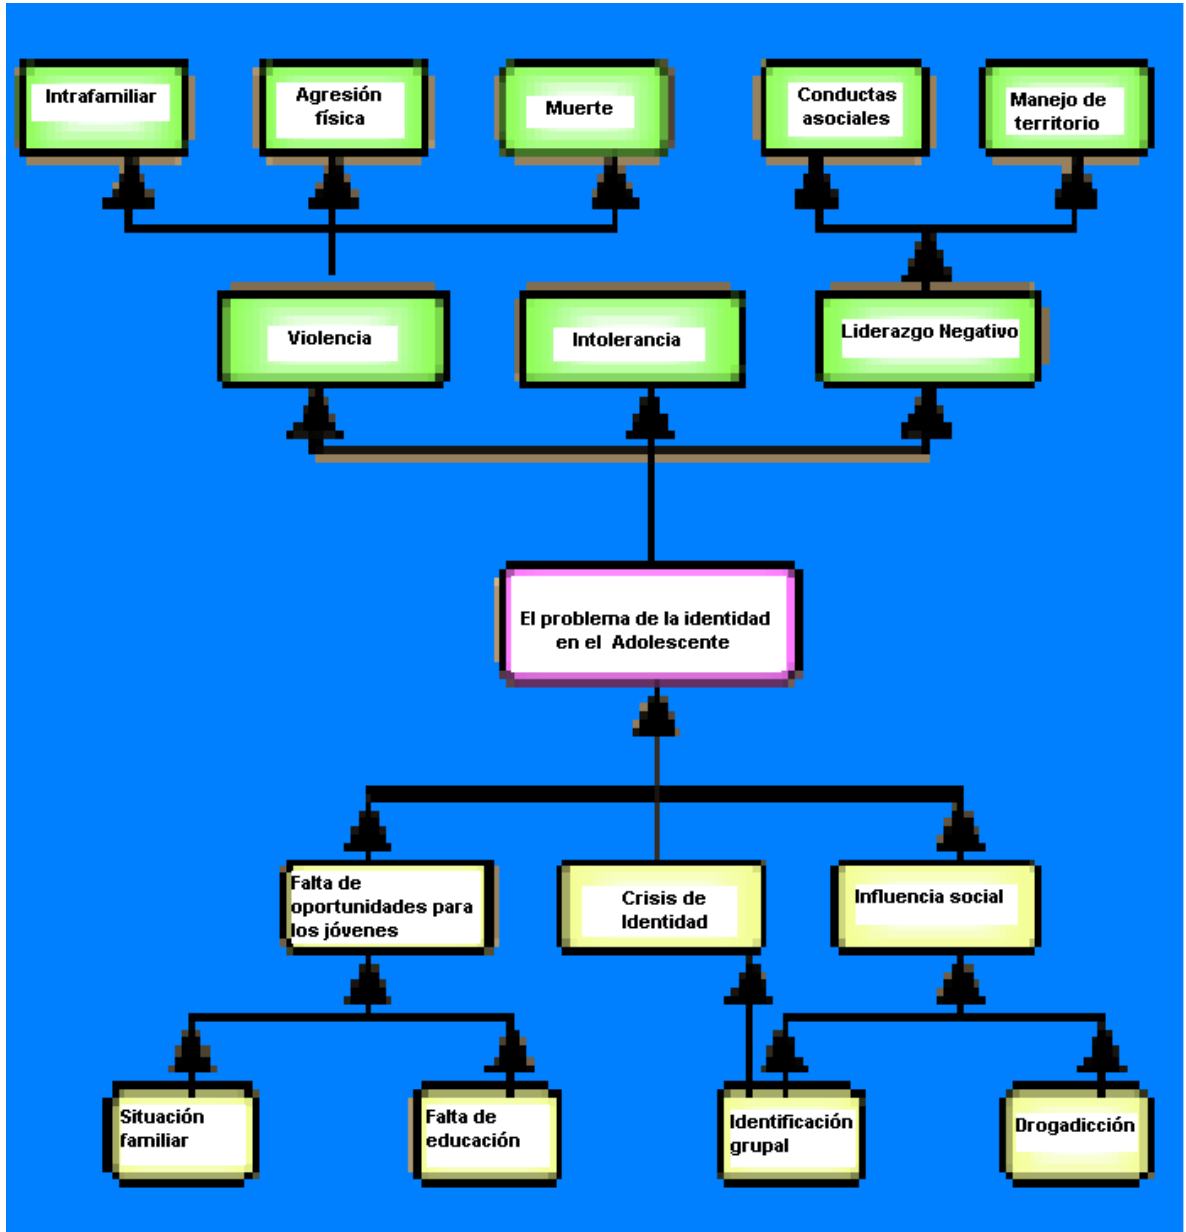 Intrafamiliar
Agresión
física
Muerte
Conductas
asociales
Manejo de
territorio
Violencia
Intolerancia
Liderazgo Negativo
El problema de la identidad
en el Adolescente
Falta de
oportunidades para
los jóvenes
Crisis de
Identidad
Influencia social
Situación
familiar
Falta de
educación
Identificación
grupal
Drogadicción